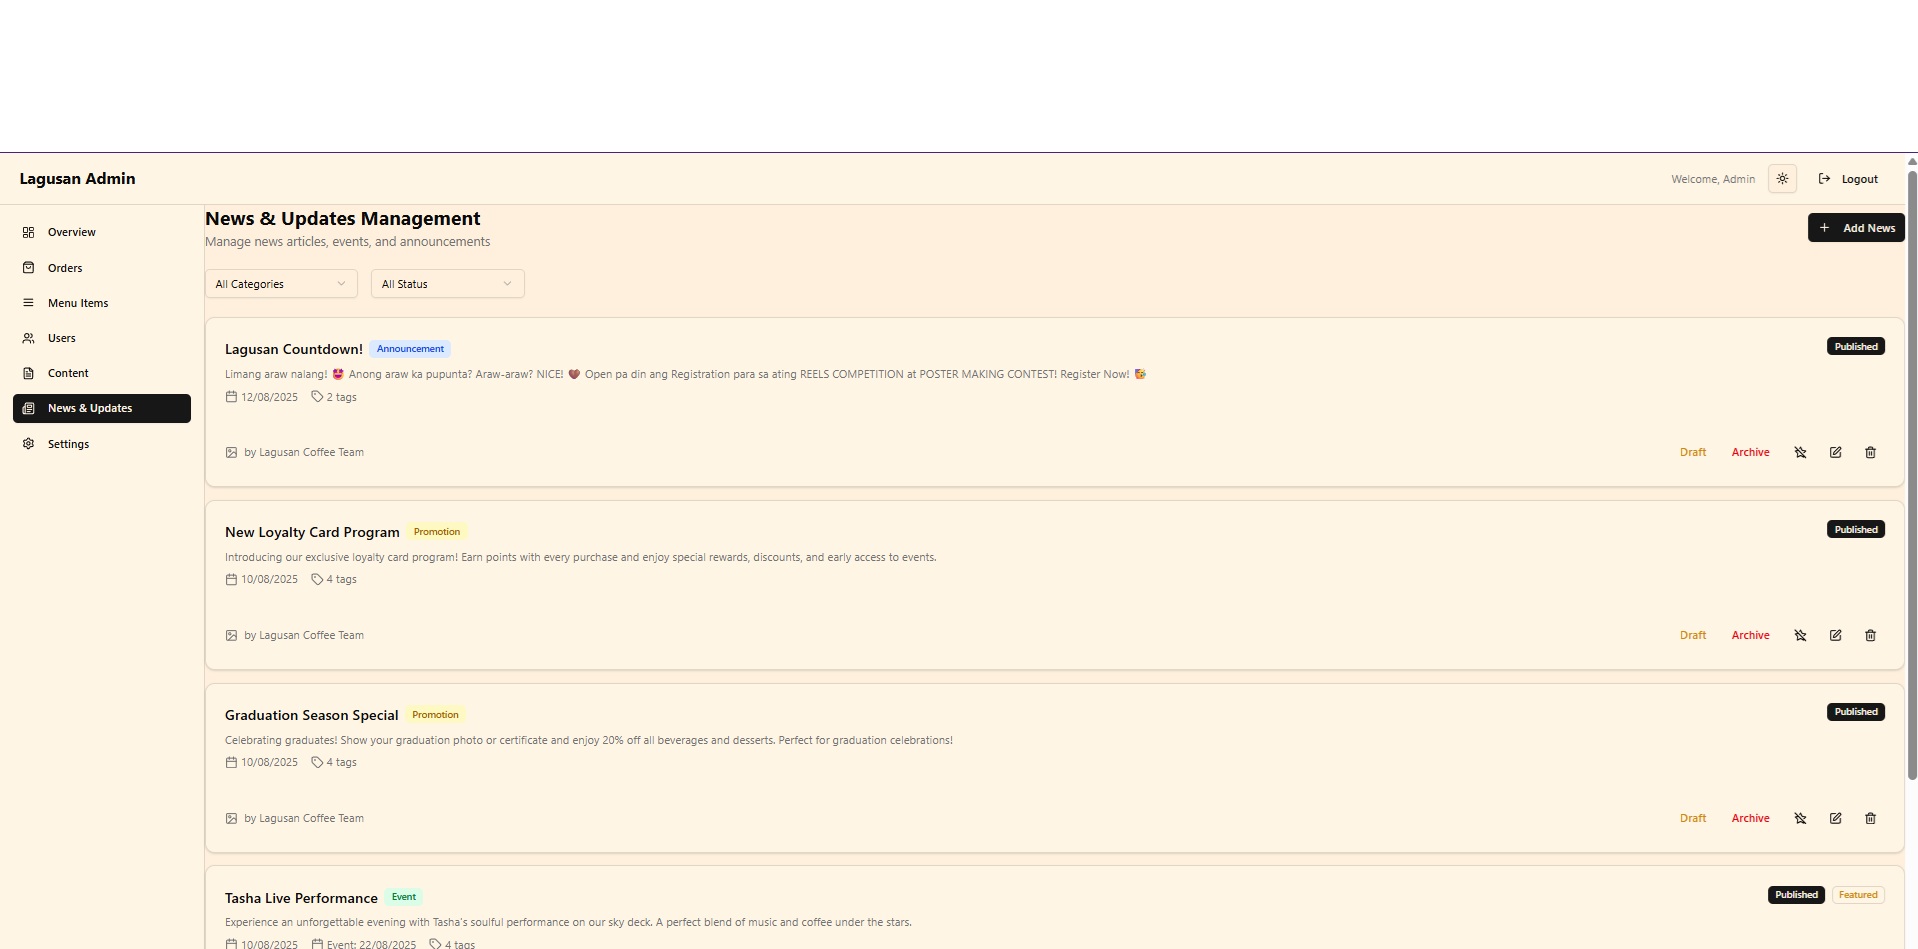 Lagusan Admin
Welcome, Admin
Logout
Overview
Orders
Menu Items
Users
Content
News & Updates
Settings
News & Updates Management
Manage news articles, events, and announcements
Add News
All Categories
All Status
Lagusan Countdown! Announcement
Published
Limang araw nalang! 🤩 Anong araw ka pupunta? Araw-araw? NICE! 🤎 Open pa din ang Registration para sa ating REELS COMPETITION at POSTER MAKING CONTEST! Register Now! 🥳
12/08/2025 2 tags
by Lagusan Coffee Team
Draft Archive
New Loyalty Card Program Promotion
Published
Introducing our exclusive loyalty card program! Earn points with every purchase and enjoy special rewards, discounts, and early access to events.
10/08/2025 4 tags
by Lagusan Coffee Team
Draft Archive
Graduation Season Special Promotion
Published
Celebrating graduates! Show your graduation photo or certificate and enjoy 20% off all beverages and desserts. Perfect for graduation celebrations!
10/08/2025 4 tags
by Lagusan Coffee Team
Draft Archive
Tasha Live Performance Event
Published Featured
Experience an unforgettable evening with Tasha's soulful performance on our sky deck. A perfect blend of music and coffee under the stars.
10/08/2025 Event: 22/08/2025 4 tags